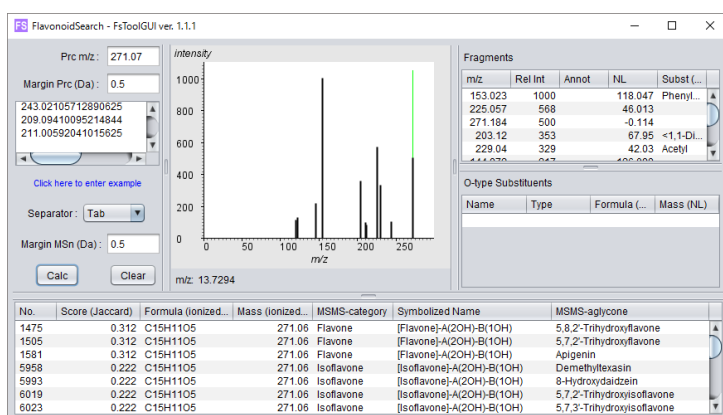 FS FlavonoidSearch - FsToolGUI ver. 1.1.1
Prc m/z : 271.07
Margin Prc (Da) : 0.5
243.02105712890625
209.09410095214844
211.00592041015625
Click here to enter example
Separator : Tab
Margin MSn (Da) : 0.5
Calc Clear
intensity
1000
800
600
400
200
0
0 50 100 150 200 250
m/z
m/z: 13.7294
Fragments
m/z Rel Int Annot NL Subst (...
153.023 1000 118.047 Phenyl...
225.057 568 46.013
271.184 500 -0.114
203.12 353 67.95 <1,1-Di...
229.04 329 42.03 Acetyl
O-type Substituents
Name Type Formula (... Mass (NL)
No. Score (Jaccard) Formula (ionized... Mass (ionized... MSMS-category Symbolized Name MSMS-aglycone
1475 0.312 C15H11O5 271.06 Flavone [Flavone]-A(2OH)-B(1OH) 5,8,2'-Trihydroxyflavone
1505 0.312 C15H11O5 271.06 Flavone [Flavone]-A(2OH)-B(1OH) 5,7,2'-Trihydroxyflavone
1581 0.312 C15H11O5 271.06 Flavone [Flavone]-A(2OH)-B(1OH) Apigenin
5958 0.222 C15H11O5 271.06 Isoflavone [Isoflavone]-A(2OH)-B(1OH) Demethyltexasin
5993 0.222 C15H11O5 271.06 Isoflavone [Isoflavone]-A(2OH)-B(1OH) 8-Hydroxydaidzein
6019 0.222 C15H11O5 271.06 Isoflavone [Isoflavone]-A(2OH)-B(1OH) 5,7,2'-Trihydroxyisoflavone
6023 0.222 C15H11O5 271.06 Isoflavone [Isoflavone]-A(2OH)-B(1OH) 5,7,3'-Trihydroxyisoflavone